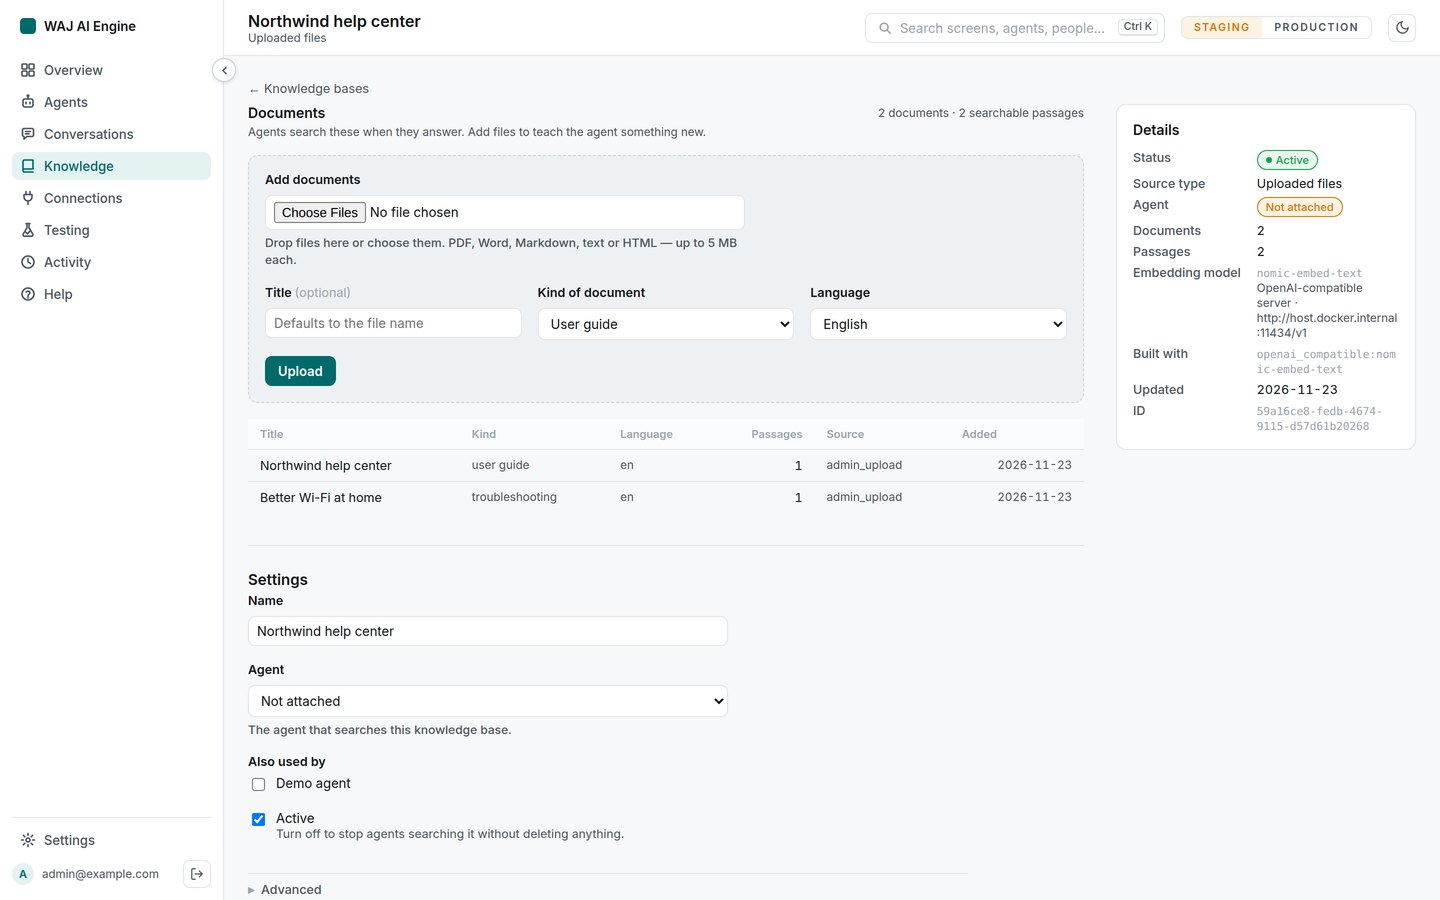 WAJ AI Engine
Overview
Agents
Conversations
Knowledge
Connections
Testing
Activity
Help
Settings
A admin@example.com
Northwind help center
Uploaded files
Search screens, agents, people... Ctrl K
STAGING PRODUCTION
← Knowledge bases
Documents
2 documents · 2 searchable passages
Agents search these when they answer. Add files to teach the agent something new.
Add documents
Choose Files No file chosen
Drop files here or choose them. PDF, Word, Markdown, text or HTML — up to 5 MB
each.
Title (optional) Kind of document Language
Defaults to the file name User guide English
Upload
Title Kind Language Passages Source Added
Northwind help center user guide en 1 admin_upload 2026-11-23
Better Wi-Fi at home troubleshooting en 1 admin_upload 2026-11-23
Settings
Name
Northwind help center
Agent
Not attached
The agent that searches this knowledge base.
Also used by
Demo agent
Active
Turn off to stop agents searching it without deleting anything.
Advanced
Details
Status Active
Source type Uploaded files
Agent Not attached
Documents 2
Passages 2
Embedding model nomic-embed-text
OpenAI-compatible
server ·
http://host.docker.internal
:11434/v1
Built with openai_compatible:nom
ic-embed-text
Updated 2026-11-23
ID 59a16ce8-fedb-4674-
9115-d57d61b20268